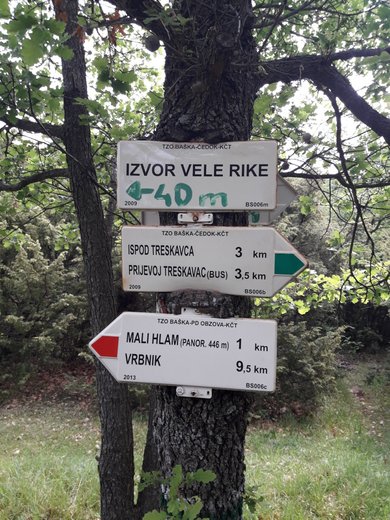 TZO BAŠKA-ČEDOK-KČT
IZVOR VELE RIKE
1-40 m
2009 BS006m
TZO BAŠKA-ČEDOK-KČT
ISPOD TRESKAVCA 3 km
PRIJEVOJ TRESKAVAC (BUS) 3,5 km
2009 BS006b
TZO BAŠKA-PD OBZOVA-KČT
MALI HLAM (PANOR. 446 m) 1 km
VRBNIK 9,5 km
2013 BS006c